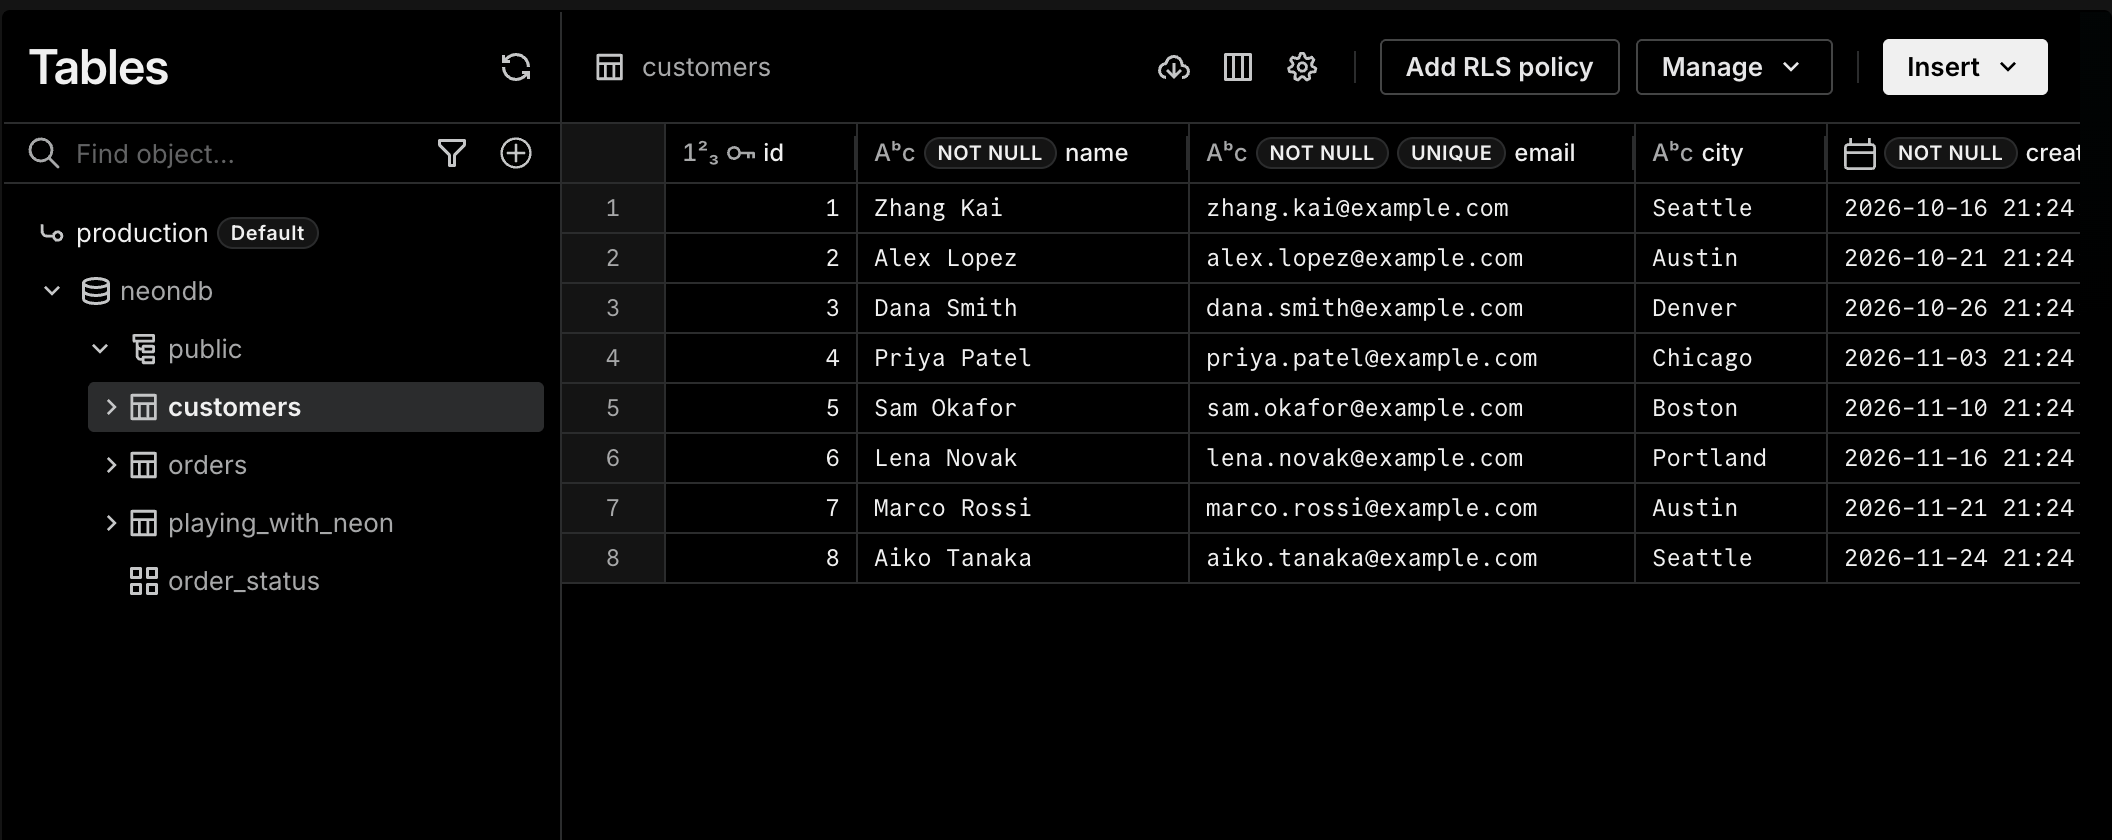 Tables
Find object...
production Default
neondb
public
customers
orders
playing_with_neon
order_status
customers Add RLS policy Manage Insert
id NOT NULL name NOT NULL UNIQUE email city NOT NULL
1 1 Zhang Kai zhang.kai@example.com Seattle 2026-10-16 21:24
2 2 Alex Lopez alex.lopez@example.com Austin 2026-10-21 21:24
3 3 Dana Smith dana.smith@example.com Denver 2026-10-26 21:24
4 4 Priya Patel priya.patel@example.com Chicago 2026-11-03 21:24
5 5 Sam Okafor sam.okafor@example.com Boston 2026-11-10 21:24
6 6 Lena Novak lena.novak@example.com Portland 2026-11-16 21:24
7 7 Marco Rossi marco.rossi@example.com Austin 2026-11-21 21:24
8 8 Aiko Tanaka aiko.tanaka@example.com Seattle 2026-11-24 21:24